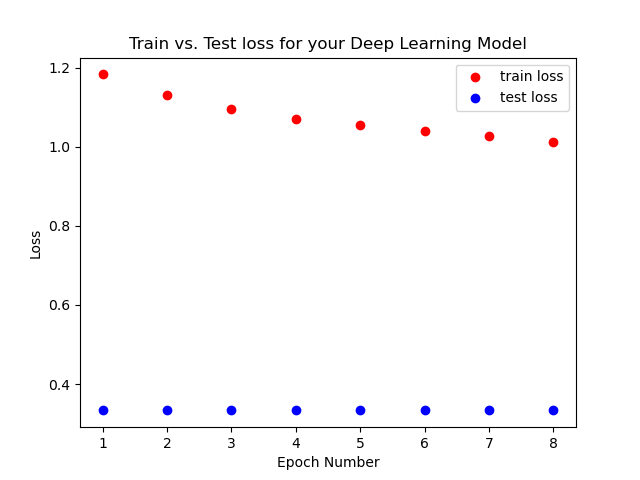 Train vs. Test loss for your Deep Learning Model
train loss
test loss
1.2
1.0
0.8
0.6
0.4
Loss
1 2 3 4 5 6 7 8
Epoch Number